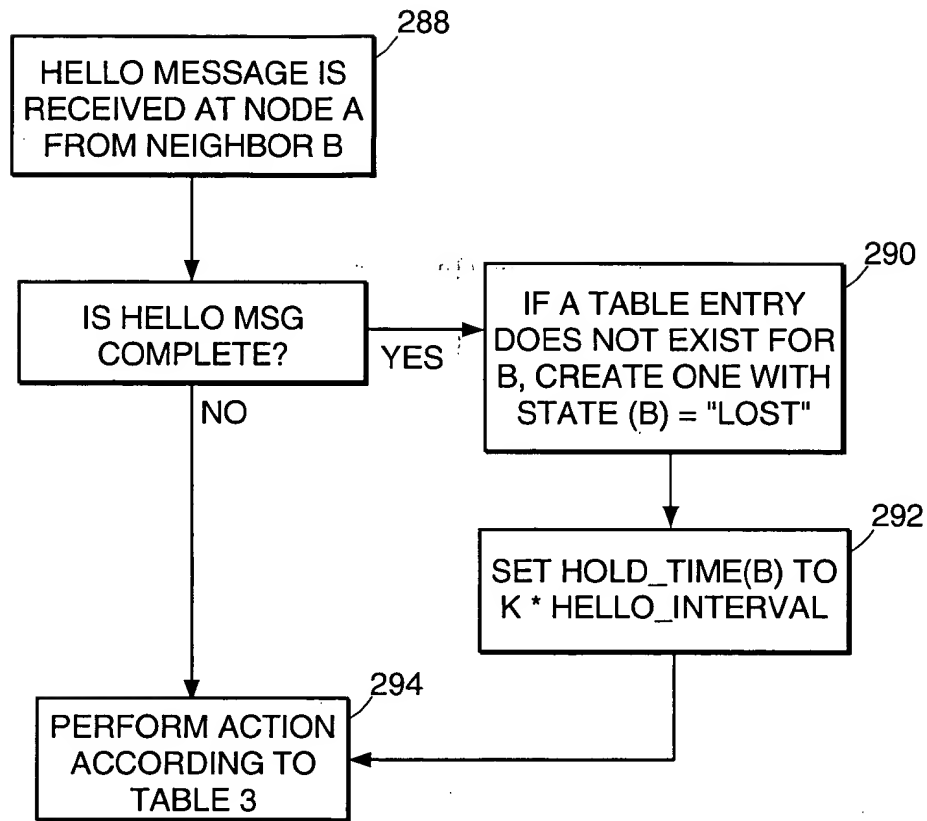 288
HELLO MESSAGE IS
RECEIVED AT NODE A
FROM NEIGHBOR B
IS HELLO MSG
COMPLETE?
YES
NO
290
IF A TABLE ENTRY
DOES NOT EXIST FOR
B, CREATE ONE WITH
STATE (B) = "LOST"
292
SET HOLD_TIME(B) TO
K * HELLO_INTERVAL
294
PERFORM ACTION
ACCORDING TO
TABLE 3